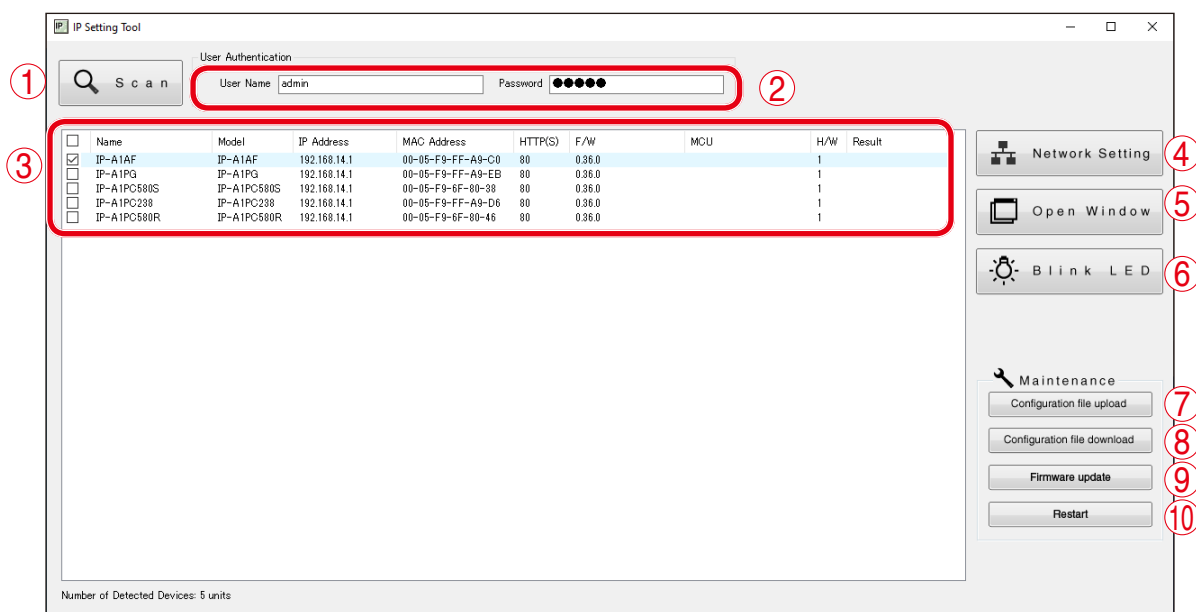 IP IP Setting Tool
① Scan
User Authentication
User Name admin Password ●●●●● ②
③
Name Model IP Address MAC Address HTTP(S) F/W MCU H/W Result
IP-A1AF IP-A1AF 192.168.14.1 00-05-F9-FF-A9-C0 80 0.36.0 1
IP-A1PG IP-A1PG 192.168.14.1 00-05-F9-FF-A9-EB 80 0.36.0 1
IP-A1PC580S IP-A1PC580S 192.168.14.1 00-05-F9-6F-80-38 80 0.36.0 1
IP-A1PC238 IP-A1PC238 192.168.14.1 00-05-F9-FF-A9-D6 80 0.36.0 1
IP-A1PC580R IP-A1PC580R 192.168.14.1 00-05-F9-6F-80-46 80 0.36.0 1
Network Setting ④
Open Window ⑤
Blink LED ⑥
Maintenance
Configuration file upload ⑦
Configuration file download ⑧
Firmware update ⑨
Restart ⑩
Number of Detected Devices: 5 units